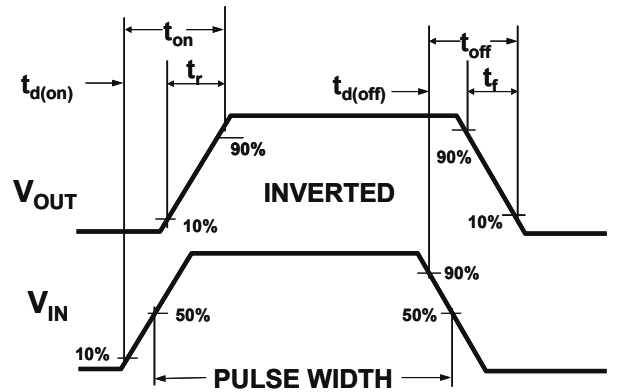 t_on t_off
t_d(on) t_r t_d(off) t_f
90% 90%
V_OUT INVERTED
10% 10%
90%
V_IN 50% 50%
10%
PULSE WIDTH